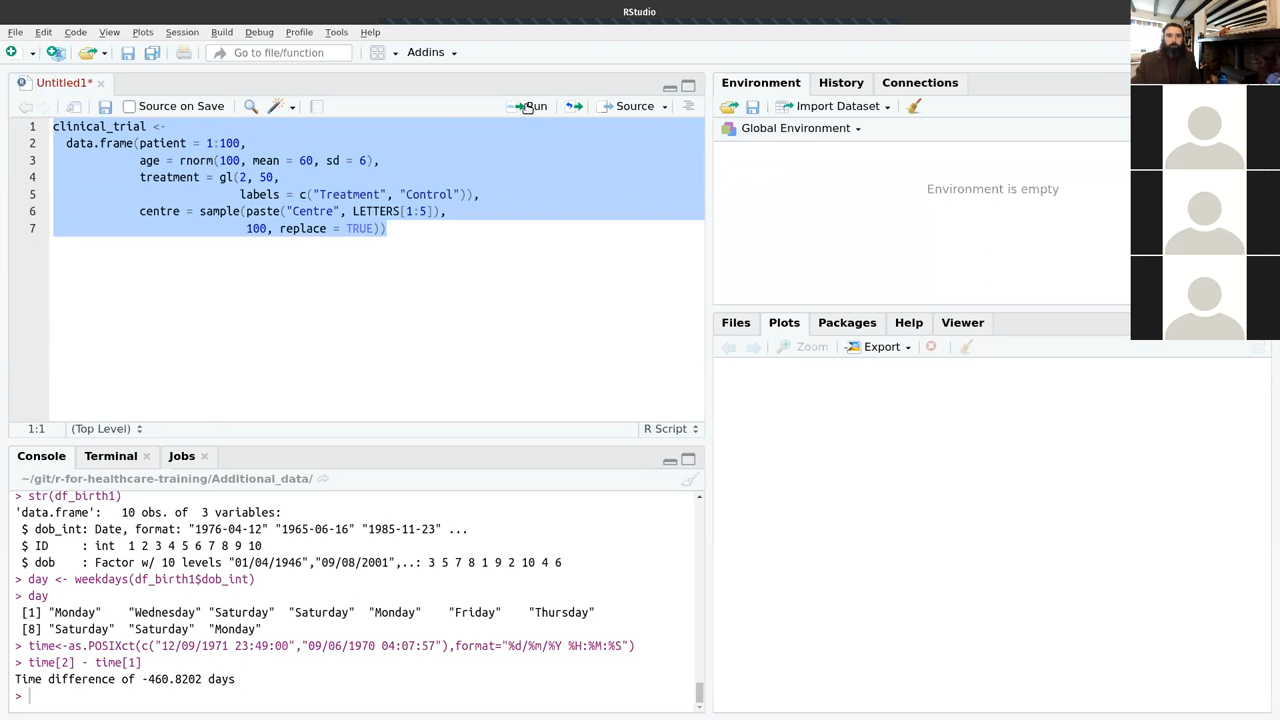 RStudio
File Edit Code View Plots Session Build Debug Profile Tools Help
Go to file/function Addins
Untitled1*
Source on Save Run Source
1 clinical_trial <-
2 data.frame(patient = 1:100,
3 age = rnorm(100, mean = 60, sd = 6),
4 treatment = gl(2, 50,
5 labels = c("Treatment", "Control")),
6 centre = sample(paste("Centre", LETTERS[1:5]),
7 100, replace = TRUE))
1:1 (Top Level) R Script
Console Terminal Jobs
~/git/r-for-healthcare-training/Additional_data/
> str(df_birth1)
'data.frame': 10 obs. of 3 variables:
$ dob_int: Date, format: "1976-04-12" "1965-06-16" "1985-11-23" ...
$ ID : int 1 2 3 4 5 6 7 8 9 10
$ dob : Factor w/ 10 levels "01/04/1946","09/08/2001",..: 3 5 7 8 1 9 2 10 4 6
> day <- weekdays(df_birth1$dob_int)
> day
[1] "Monday" "Wednesday" "Saturday" "Saturday" "Monday" "Friday" "Thursday"
[8] "Saturday" "Saturday" "Monday"
> time<-as.POSIXct(c("12/09/1971 23:49:00","09/06/1970 04:07:57"),format="%d/%m/%Y %H:%M:%S")
> time[2] - time[1]
Time difference of -460.8202 days
>
Environment History Connections
Import Dataset
Global Environment
Environment is empty
Files Plots Packages Help Viewer
Zoom Export